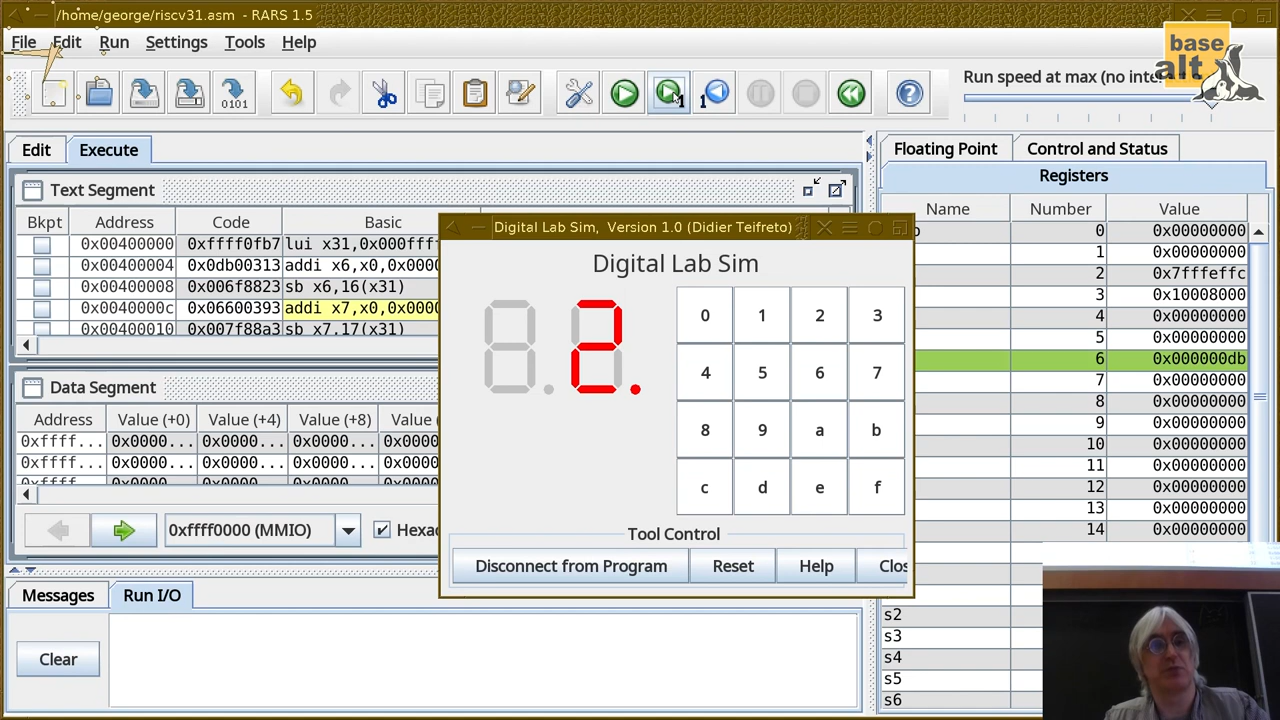 /home/george/riscv31.asm - RARS 1.5
File Edit Run Settings Tools Help
base
alt
Run speed at max (no inte
0101
1
1
Edit Execute
Floating Point Control and Status
Registers
Text Segment
Bkpt Address Code Basic
0x00400000 0xffff0fb7 lui x31,0x000fff
0x00400004 0x0db00313 addi x6,x0,0x0000
0x00400008 0x006f8823 sb x6,16(x31)
0x0040000c 0x06600393 addi x7,x0,0x0000
0x00400010 0x007f88a3 sb x7,17(x31)
Data Segment
Address Value (+0) Value (+4) Value (+8) Value (
0xffff... 0x0000... 0x0000... 0x0000... 0x0000
0xffff... 0x0000... 0x0000... 0x0000... 0x0000
0xffff0000 (MMIO) Hexa
Messages Run I/O
Clear
Digital Lab Sim, Version 1.0 (Didier Teifreto)
Digital Lab Sim
2.
0 1 2 3
4 5 6 7
8 9 a b
c d e f
Tool Control
Disconnect from Program Reset Help Clos
Name Number Value
0 0x00000000
1 0x00000000
2 0x7fffeffc
3 0x10008000
4 0x00000000
5 0x00000000
6 0x000000db
7 0x00000000
8 0x00000000
9 0x00000000
10 0x00000000
11 0x00000000
12 0x00000000
13 0x00000000
14 0x00000000
s2
s3
s4
s5
s6